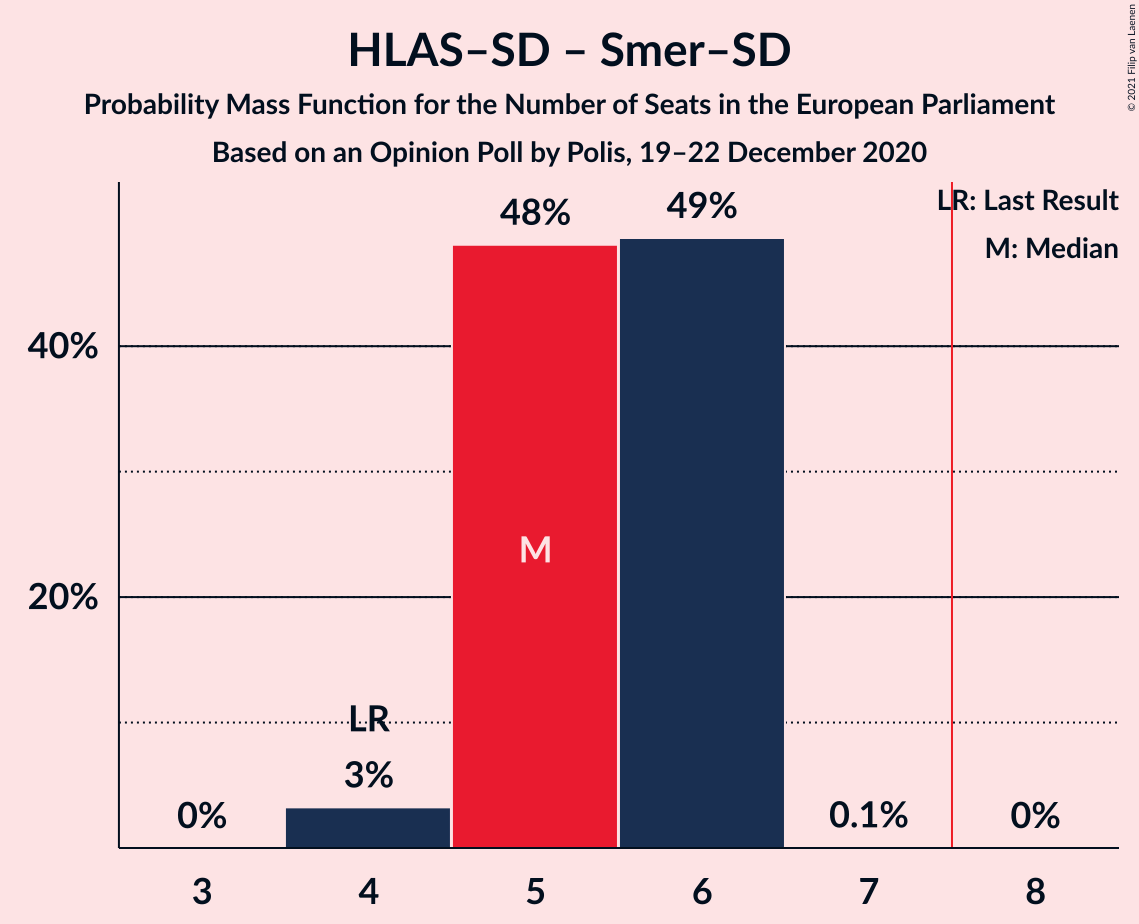 HLAS–SD – Smer–SD
Probability Mass Function for the Number of Seats in the European Parliament
Based on an Opinion Poll by Polis, 19–22 December 2020
© 2021 Filip van Laenen
LR: Last Result
M: Median
48%
49%
40%
M
20%
LR
3%
0%
0.1%
0%
3
4
5
6
7
8